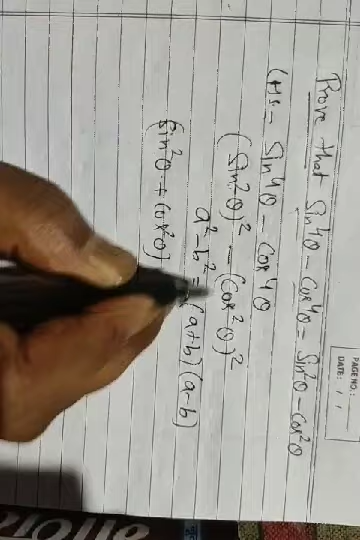 PAGE NO.:
DATE: / /
Prove that Sin⁴θ - Cos⁴θ = Sin²θ - Cos²θ
LHS - Sin⁴θ - Cos⁴θ
(Sin²θ)² - (Cos²θ)²
a² - b² = (a+b) (a-b)
(Sin²θ + Cos²θ)